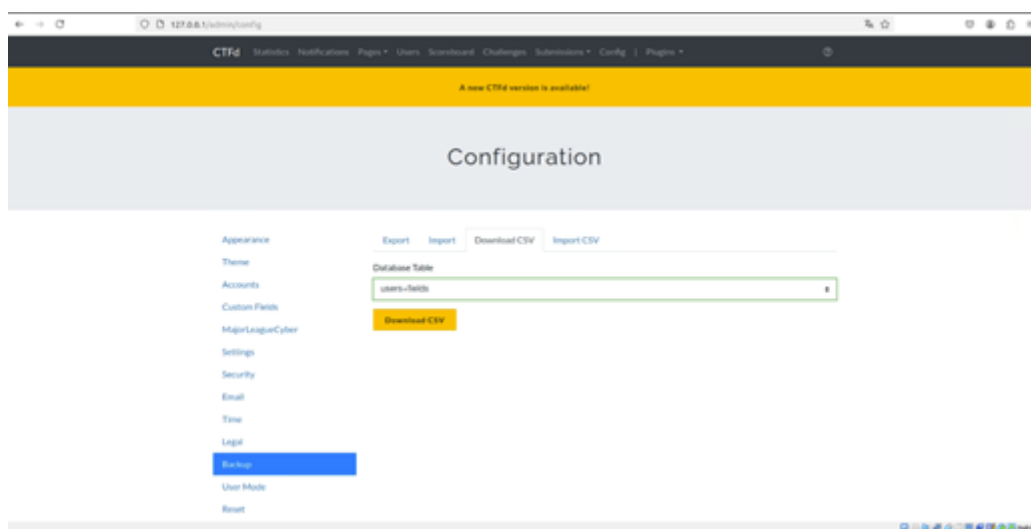 127.0.0.1/admin/config
CTFd Statistics Notifications Pages Users Scoreboard Challenges Submissions Config | Plugins
A new CTFd version is available!
Configuration
Appearance
Theme
Accounts
Custom Fields
MajorLeagueCyber
Settings
Security
Email
Time
Legal
Backup
User Mode
Reset
Export Import Download CSV Import CSV
Database Table
users+fields
Download CSV